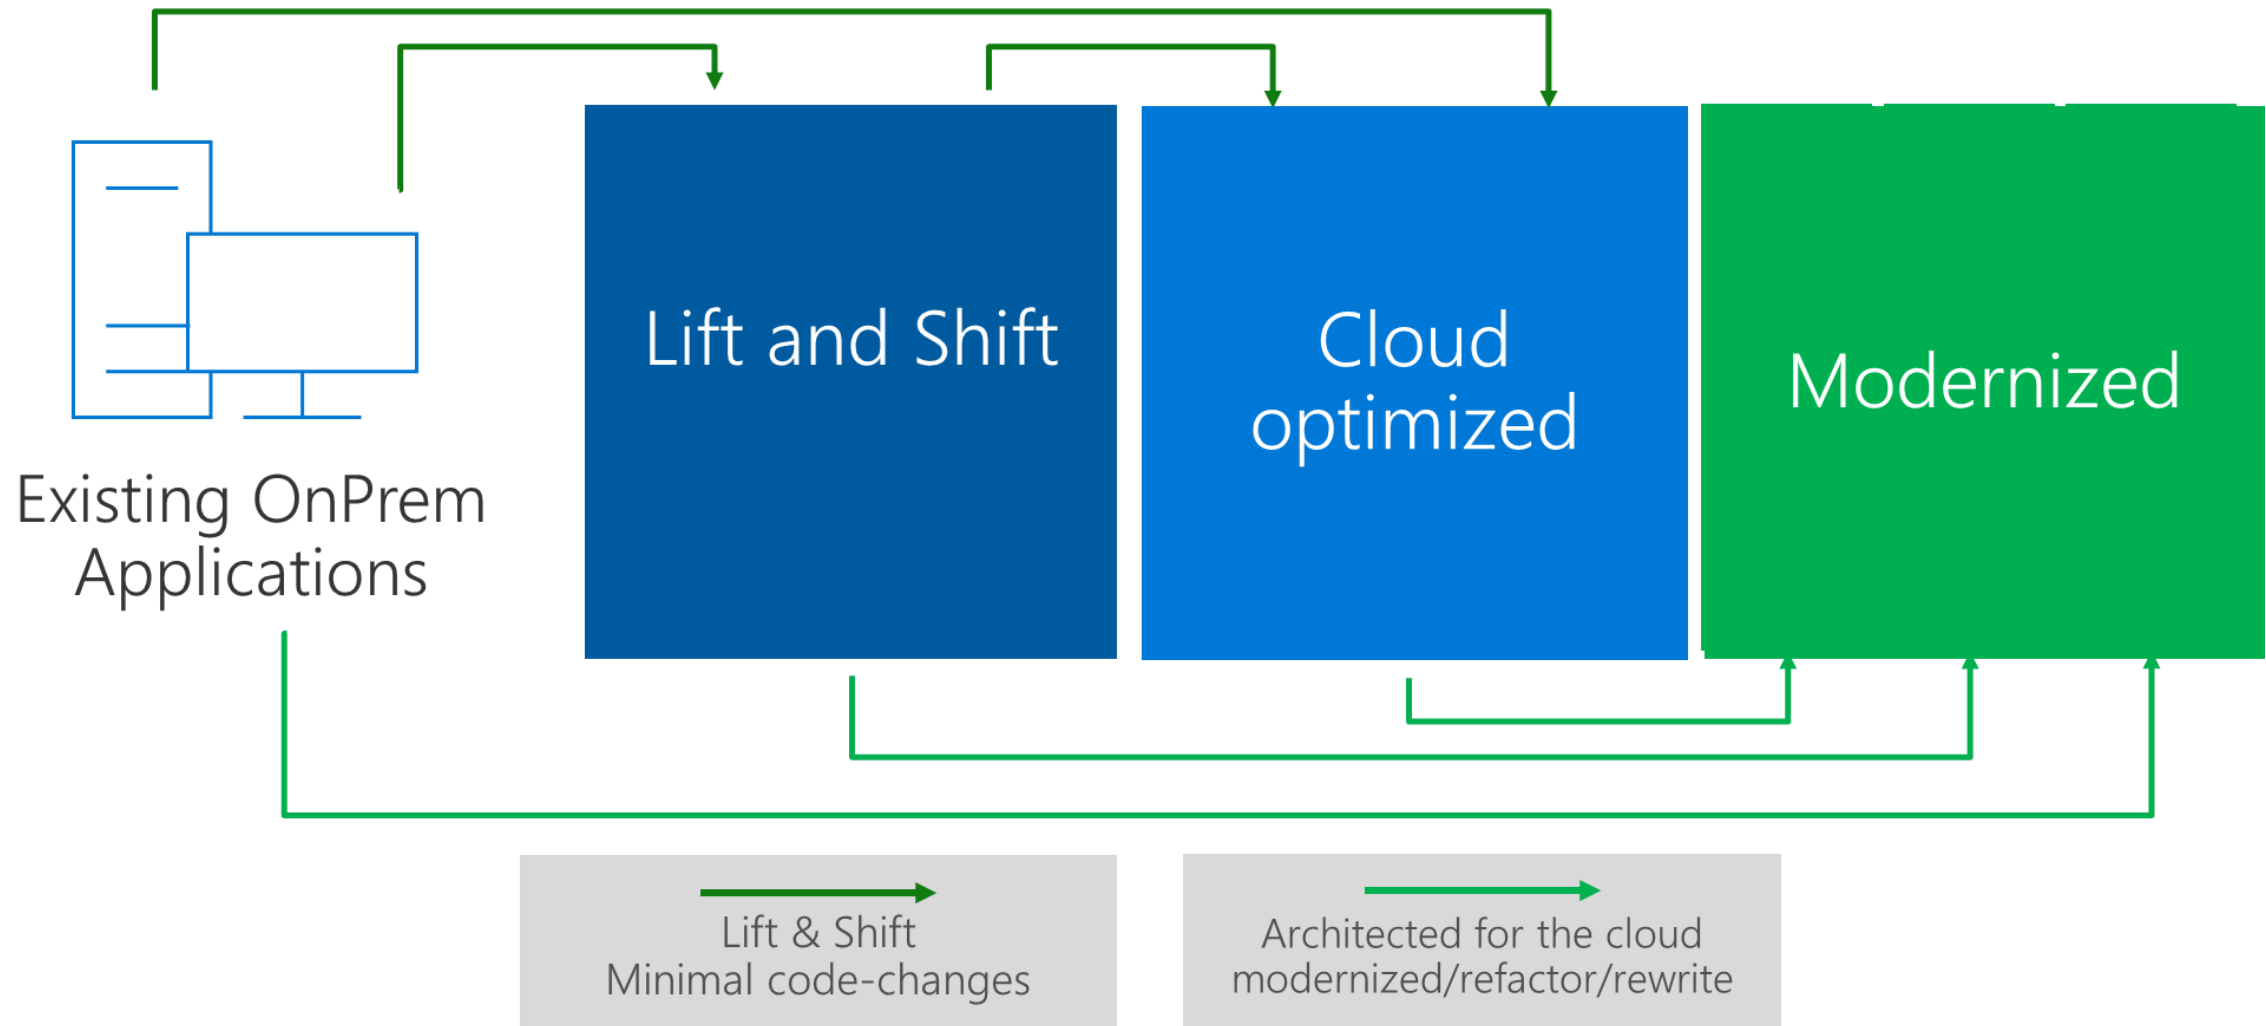 Existing OnPrem
Applications
Lift and Shift
Cloud
optimized
Modernized
Lift & Shift
Minimal code-changes
Architected for the cloud
modernized/refactor/rewrite